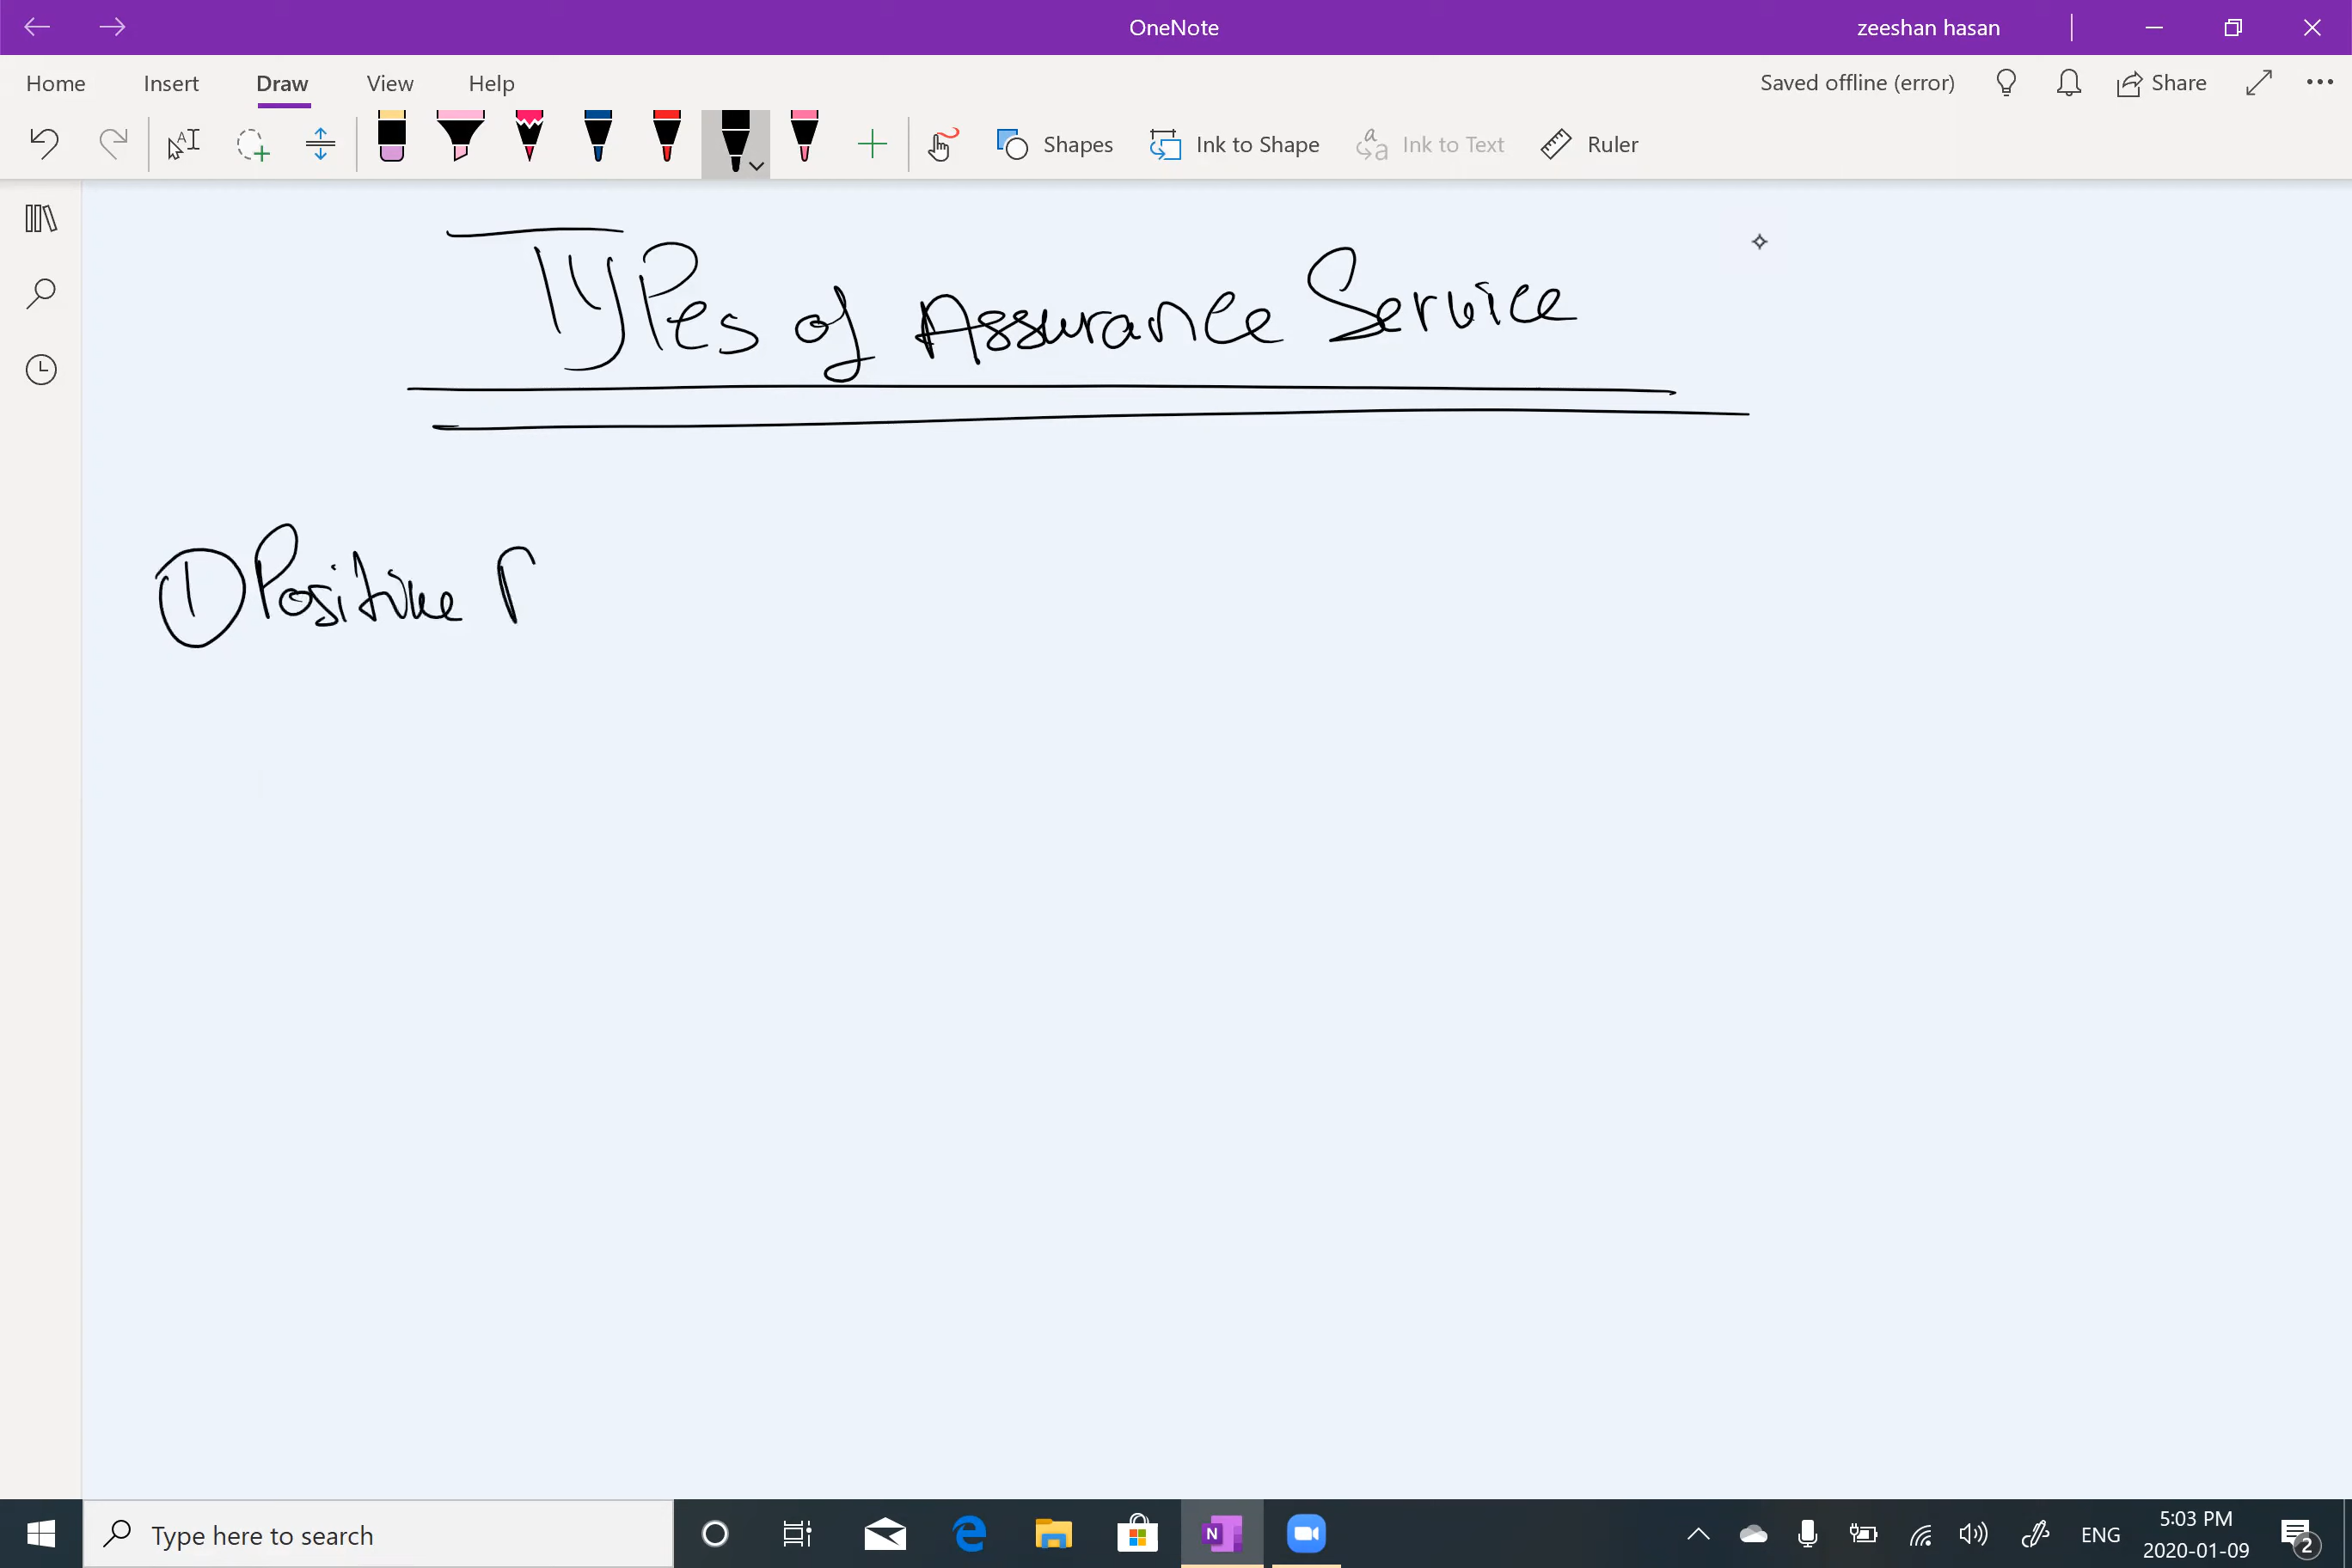 OneNote
zeeshan hasan
Home Insert Draw View Help
Saved offline (error) Share
Shapes Ink to Shape Ink to Text Ruler
TYPes of Assurance Service
① Positive
Type here to search
ENG
5:03 PM
2020-01-09
2